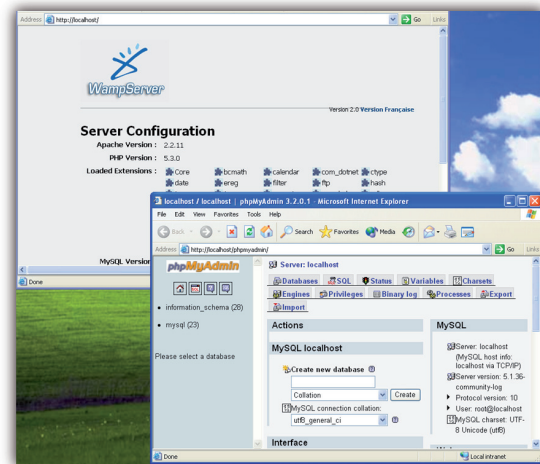 Address http://localhost/ Go Links
WampServer
Version 2.0 Version Française
Server Configuration
Apache Version : 2.2.11
PHP Version : 5.3.0
Loaded Extensions : Core bcmath calendar com_dotnet ctype
date ereg filter ftp hash
MySQL Version
Done
localhost / localhost | phpMyAdmin 3.2.0.1 - Microsoft Internet Explorer
File Edit View Favorites Tools Help
Back Search Favorites Media
Address http://localhost/phpmyadmin/ Go Links
phpMyAdmin
information_schema (28)
mysql (23)
Please select a database
Server: localhost
Databases SQL Status Variables Charsets
Engines Privileges Binary log Processes Export
Import
Actions
MySQL localhost
Create new database
Collation Create
MySQL connection collation:
utf8_general_ci
Interface
MySQL
Server: localhost
(MySQL host info:
localhost via TCP/IP)
Server version: 5.1.36-
community-log
Protocol version: 10
User: root@localhost
MySQL charset: UTF-
8 Unicode (utf8)
Done Local intranet